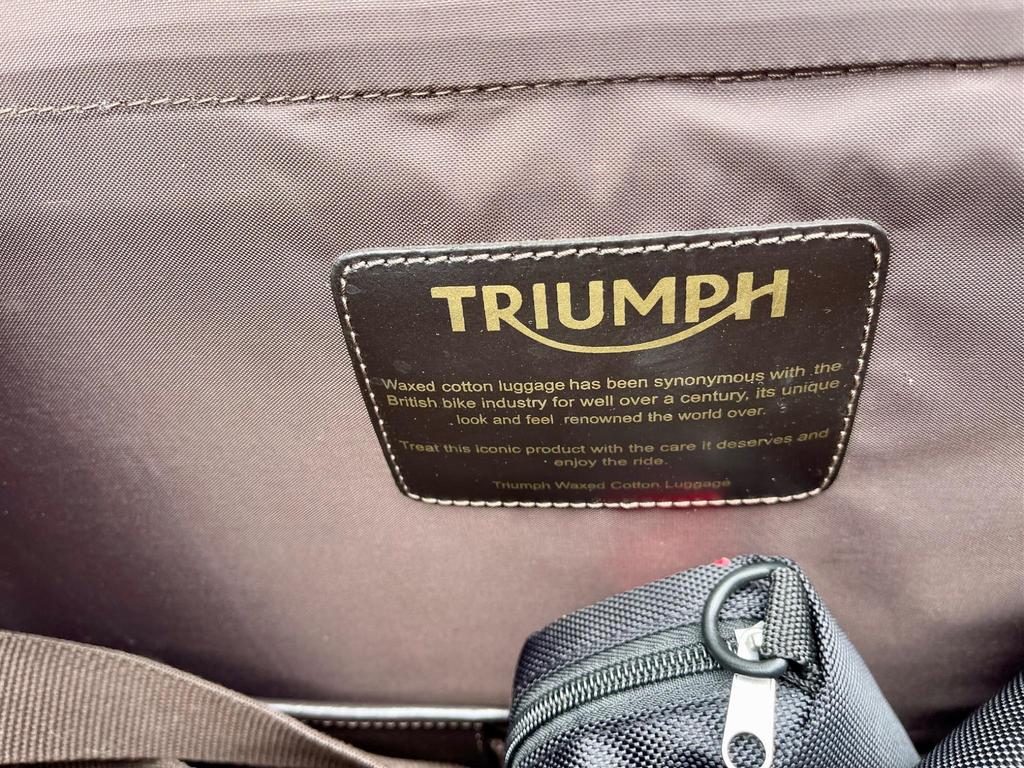 TRIUMPH
Waxed cotton luggage has been synonymous with the
British bike industry for well over a century, its unique
look and feel renowned the world over.
Treat this iconic product with the care it deserves and
enjoy the ride.
Triumph Waxed Cotton Luggage